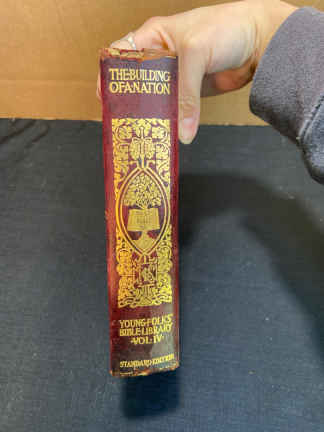 THE·BUILDING
OF·A·NATION
YOUNG·FOLKS'
BIBLE·LIBRARY
·VOL·IV·
STANDARD·EDITION